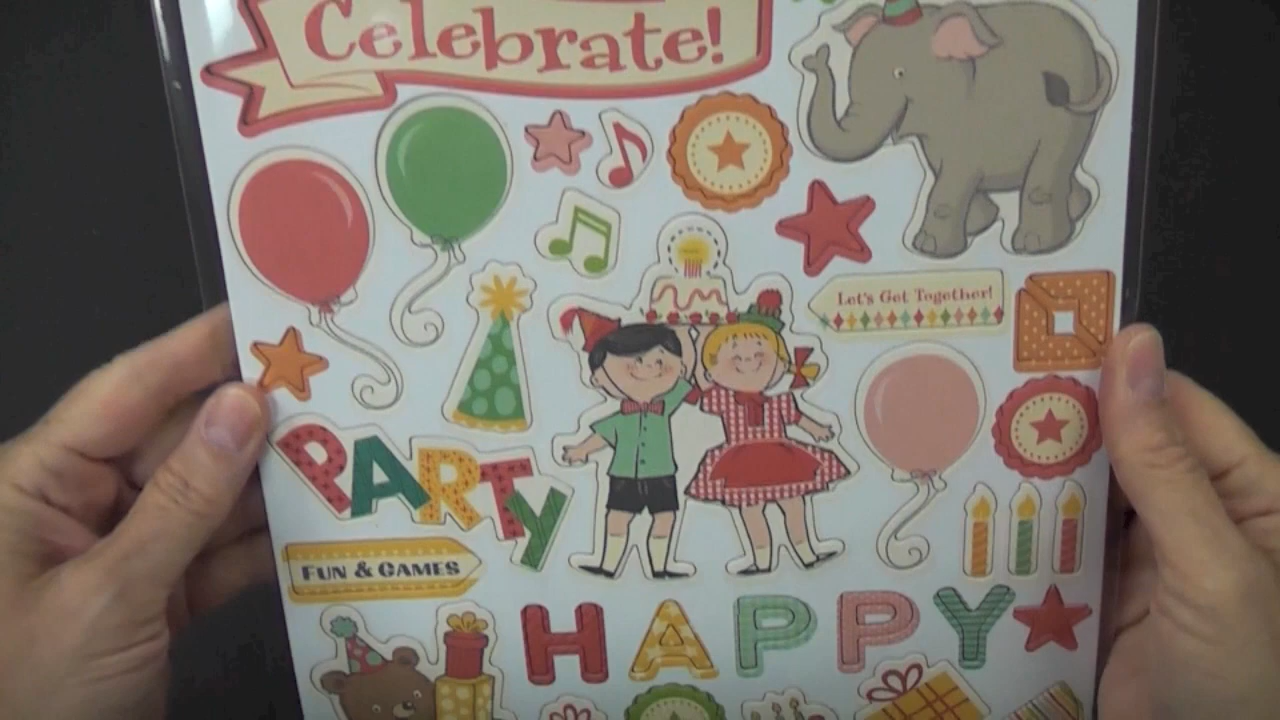 Celebrate!
Let's Get Together!
PARTY
FUN & GAMES
HAPPY